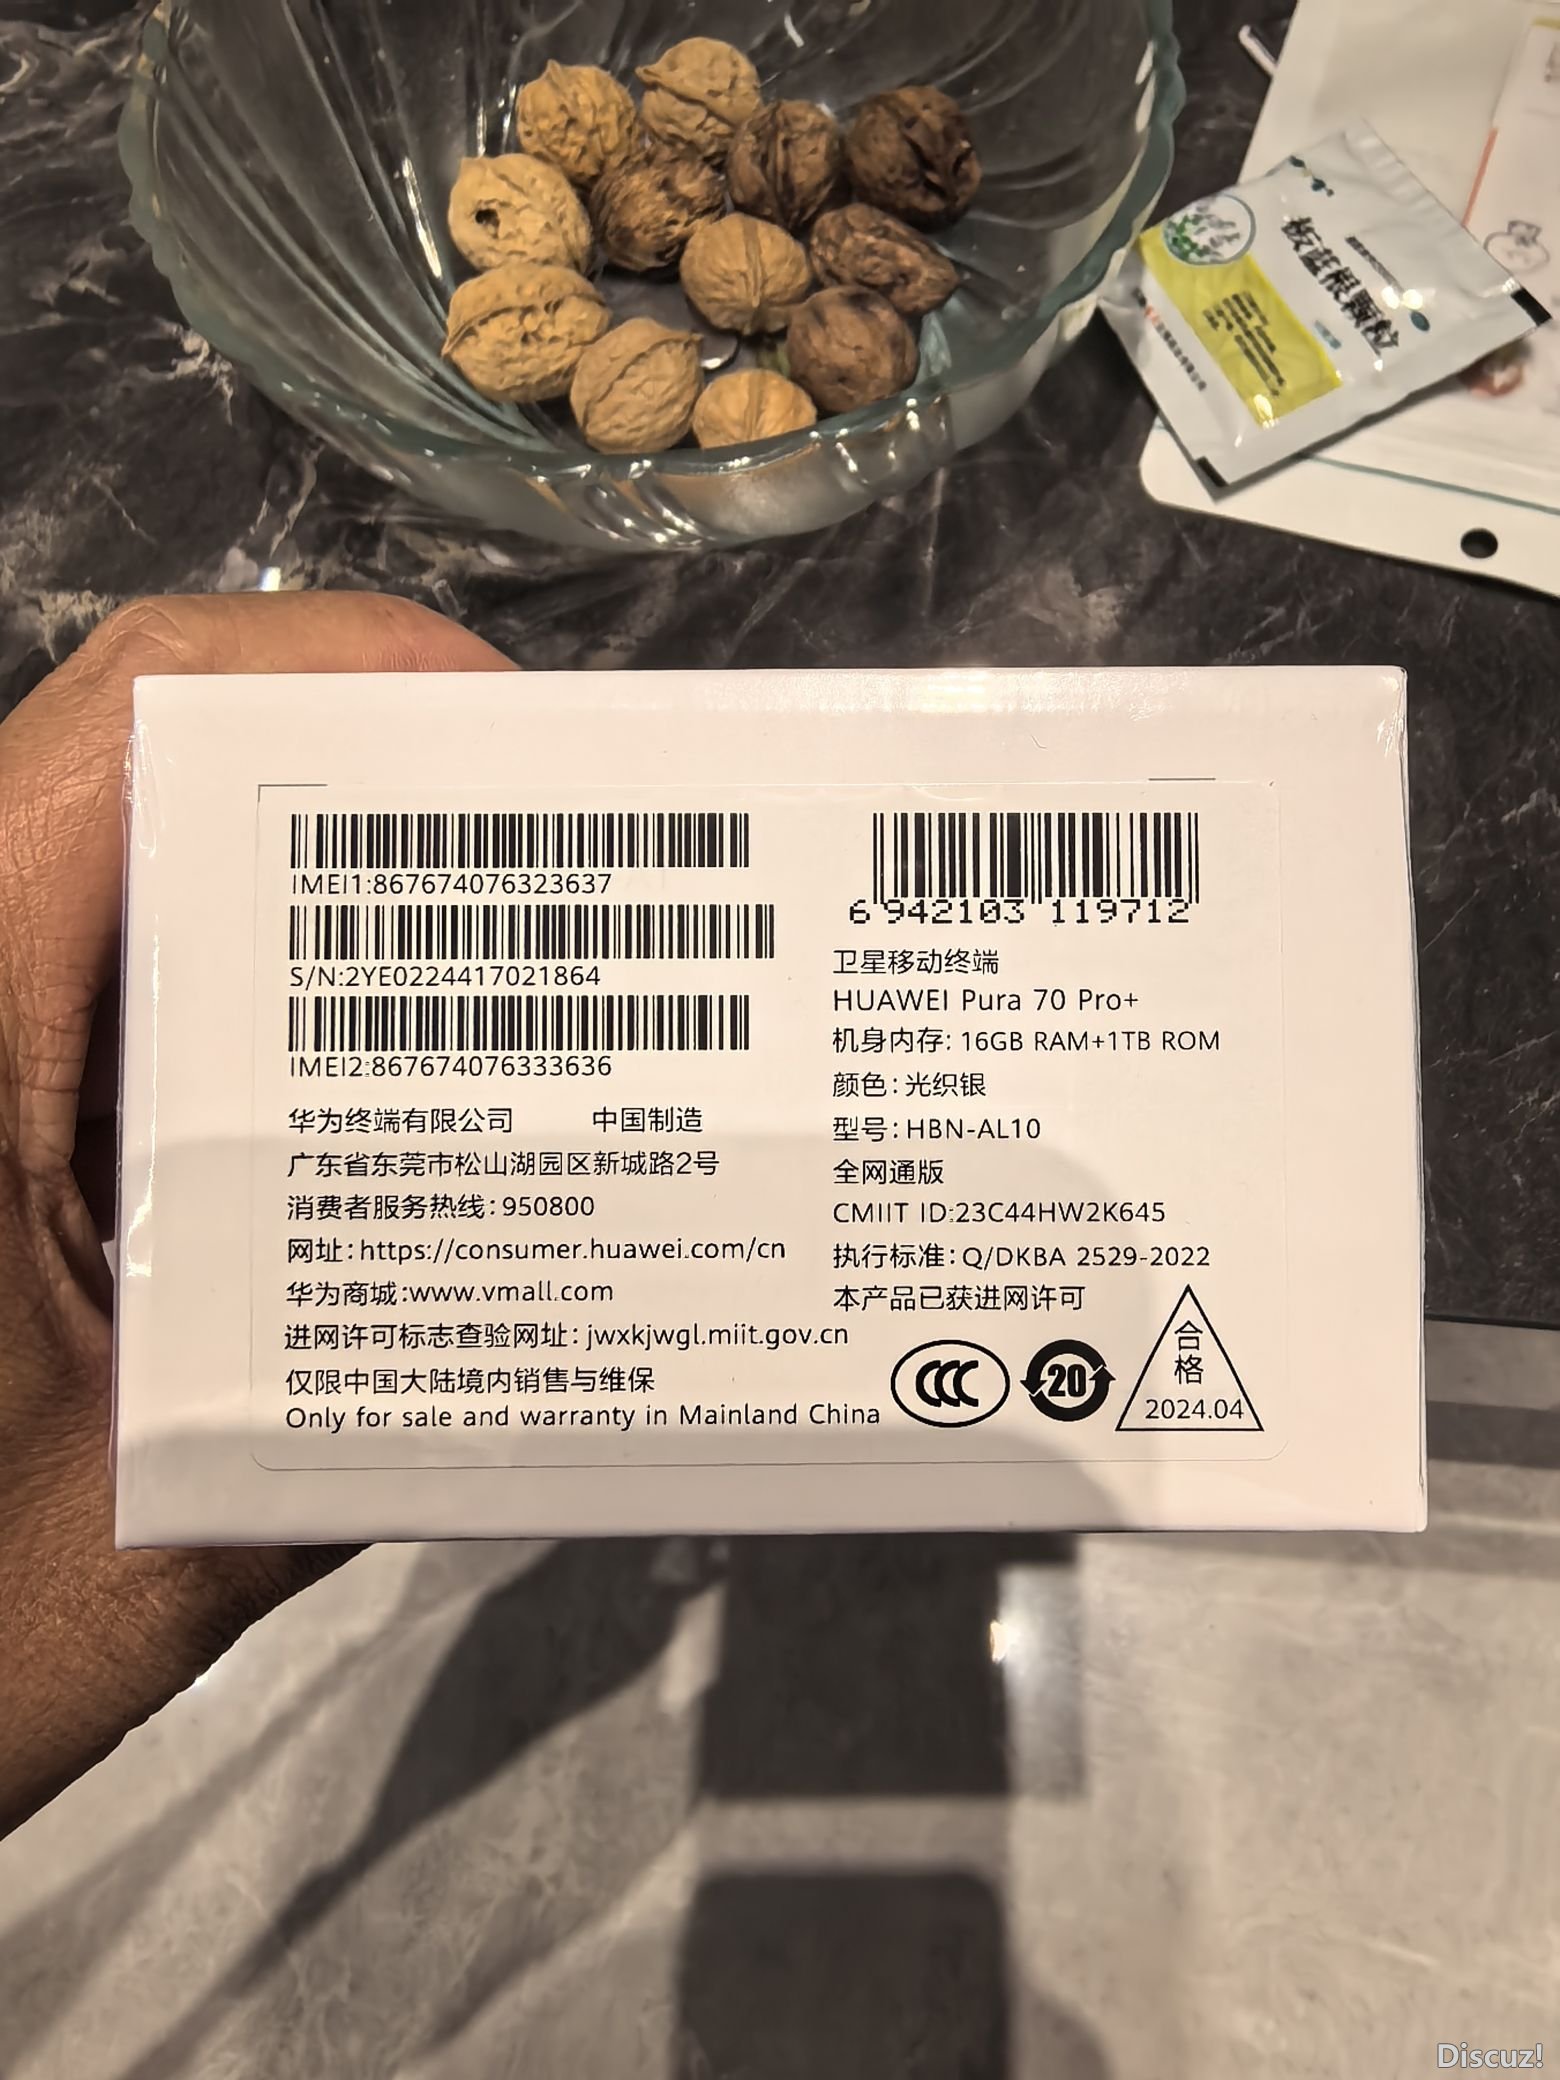 板蓝根颗粒
IMEI1:867674076323637
S/N:2YE0224417021864
IMEI2:867674076333636
华为终端有限公司 中国制造
广东省东莞市松山湖园区新城路2号
消费者服务热线:950800
网址:https://consumer.huawei.com/cn
华为商城:www.vmall.com
进网许可标志查验网址:jwxkjwgl.miit.gov.cn
仅限中国大陆境内销售与维保
Only for sale and warranty in Mainland China
6 942103 119712
卫星移动终端
HUAWEI Pura 70 Pro+
机身内存: 16GB RAM+1TB ROM
颜色:光织银
型号:HBN-AL10
全网通版
CMIIT ID:23C44HW2K645
执行标准:Q/DKBA 2529-2022
本产品已获进网许可
CCC
20
合
格
2024.04
Discuz!